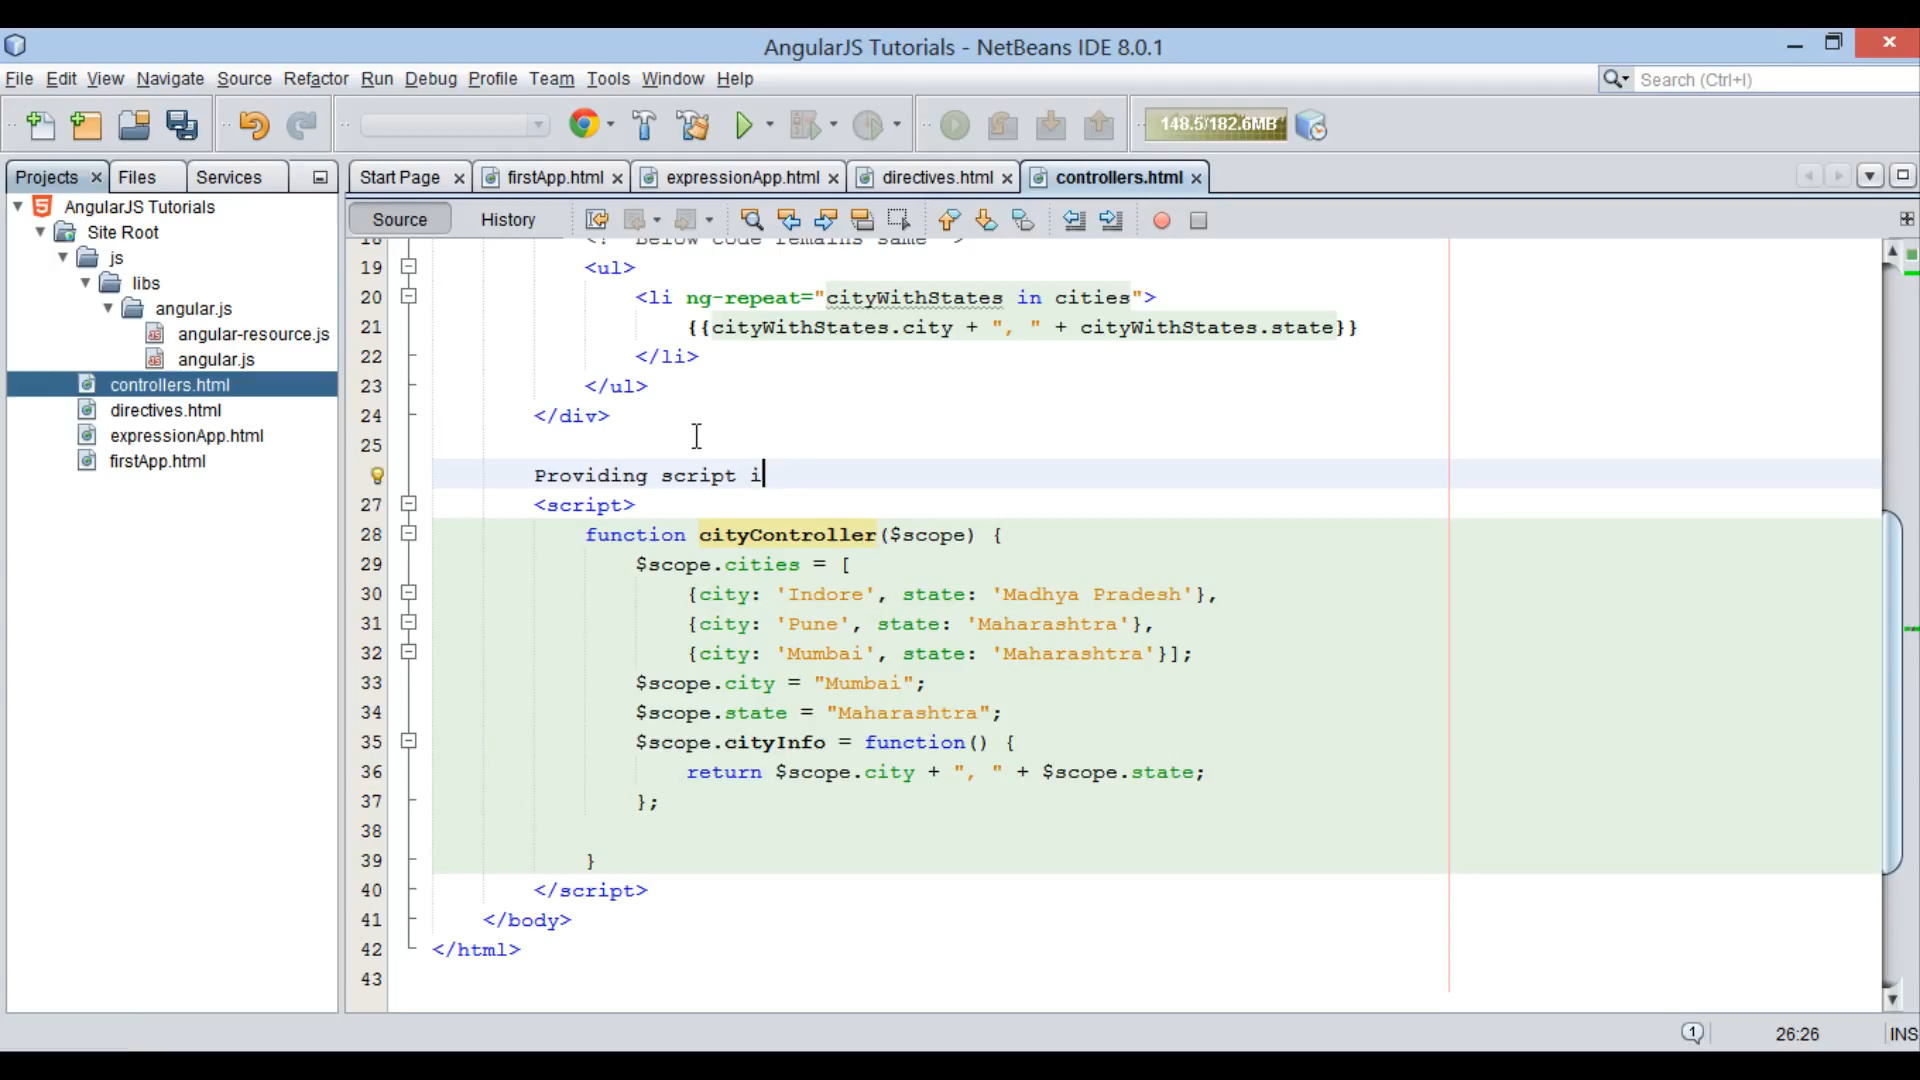 AngularJS Tutorials - NetBeans IDE 8.0.1
File Edit View Navigate Source Refactor Run Debug Profile Team Tools Window Help
Search (Ctrl+I)
148.5/182.6MB
Projects Files Services
Start Page firstApp.html expressionApp.html directives.html controllers.html
Source History
AngularJS Tutorials
Site Root
js
libs
angular.js
angular-resource.js
angular.js
controllers.html
directives.html
expressionApp.html
firstApp.html
18 Below code remains same
19 <ul>
20 <li ng-repeat="cityWithStates in cities">
21 {{cityWithStates.city + ", " + cityWithStates.state}}
22 </li>
23 </ul>
24 </div>
25
Providing script i
27 <script>
28 function cityController($scope) {
29 $scope.cities = [
30 {city: 'Indore', state: 'Madhya Pradesh'},
31 {city: 'Pune', state: 'Maharashtra'},
32 {city: 'Mumbai', state: 'Maharashtra'}];
33 $scope.city = "Mumbai";
34 $scope.state = "Maharashtra";
35 $scope.cityInfo = function() {
36 return $scope.city + ", " + $scope.state;
37 };
38
39 }
40 </script>
41 </body>
42 </html>
43
1 26:26 INS